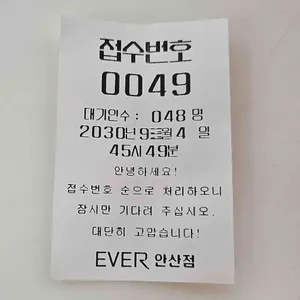 접수번호
0049
대기인수 : 048 명
2030년 9월 4 일
45시 49분
안녕하세요!
접수번호 순으로 처리하오니
장시만 기다려 주십시오.
대단히 고맙습니다!
EVER 안산점